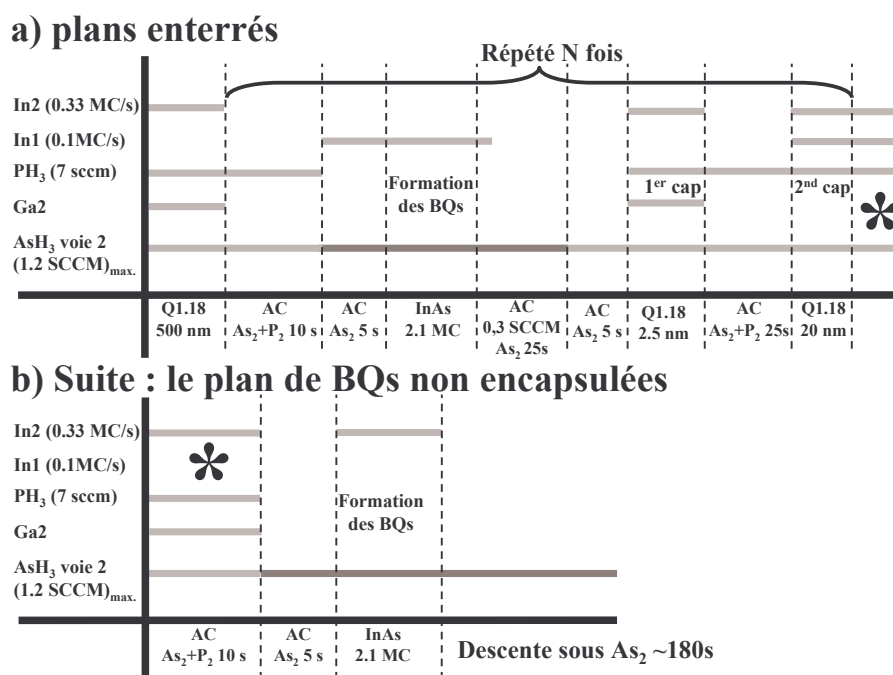 a) plans enterrés
Répété N fois
In2 (0.33 MC/s)
In1 (0.1MC/s)
PH₃ (7 sccm)
Formation
des BQs
1er cap
2nd cap
Ga2
*
AsH₃ voie 2
(1.2 SCCM)max.
Q1.18
500 nm
AC
As₂+P₂ 10 s
AC
As₂ 5 s
InAs
2.1 MC
AC
0,3 SCCM
As₂ 25s
AC
As₂ 5 s
Q1.18
2.5 nm
AC
As₂+P₂ 25s
Q1.18
20 nm
b) Suite : le plan de BQs non encapsulées
In2 (0.33 MC/s)
In1 (0.1MC/s)
*
PH₃ (7 sccm)
Formation
des BQs
Ga2
AsH₃ voie 2
(1.2 SCCM)max.
AC
As₂+P₂ 10 s
AC
As₂ 5 s
InAs
2.1 MC
Descente sous As₂ ~180s